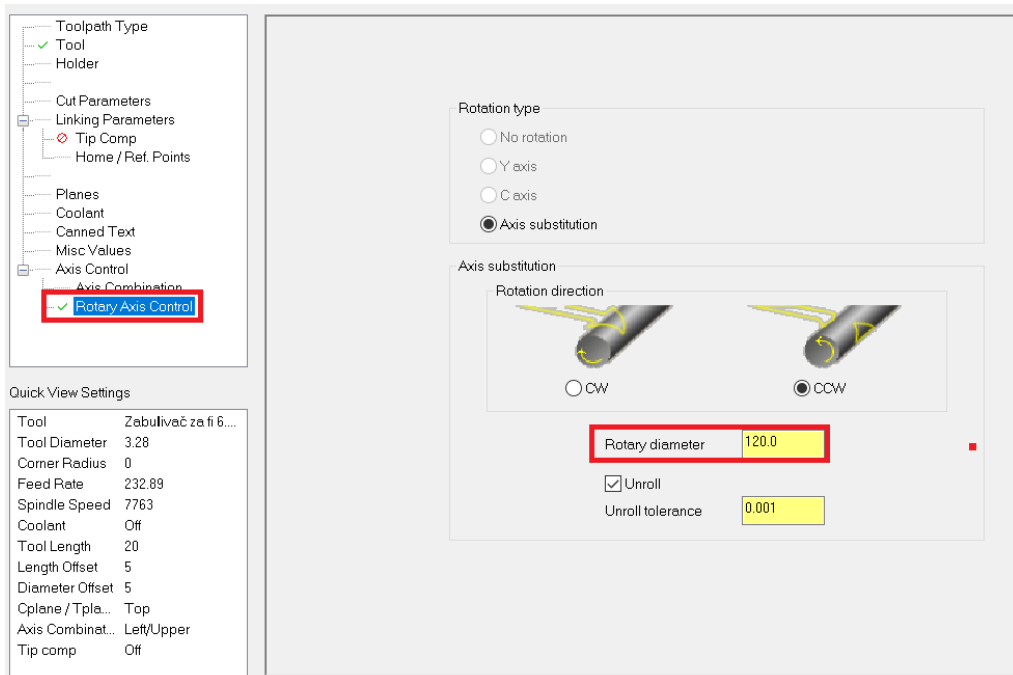 Toolpath Type
Tool
Holder
Cut Parameters
Linking Parameters
Tip Comp
Home / Ref. Points
Planes
Coolant
Canned Text
Misc Values
Axis Control
Axis Combination
Rotary Axis Control
Quick View Settings
Tool Zabulivač za fi 6....
Tool Diameter 3.28
Corner Radius 0
Feed Rate 232.89
Spindle Speed 7763
Coolant Off
Tool Length 20
Length Offset 5
Diameter Offset 5
Cplane / Tpla... Top
Axis Combinat... Left/Upper
Tip comp Off
Rotation type
No rotation
Y axis
C axis
Axis substitution
Axis substitution
Rotation direction
CW CCW
Rotary diameter 120.0
Unroll
Unroll tolerance 0.001